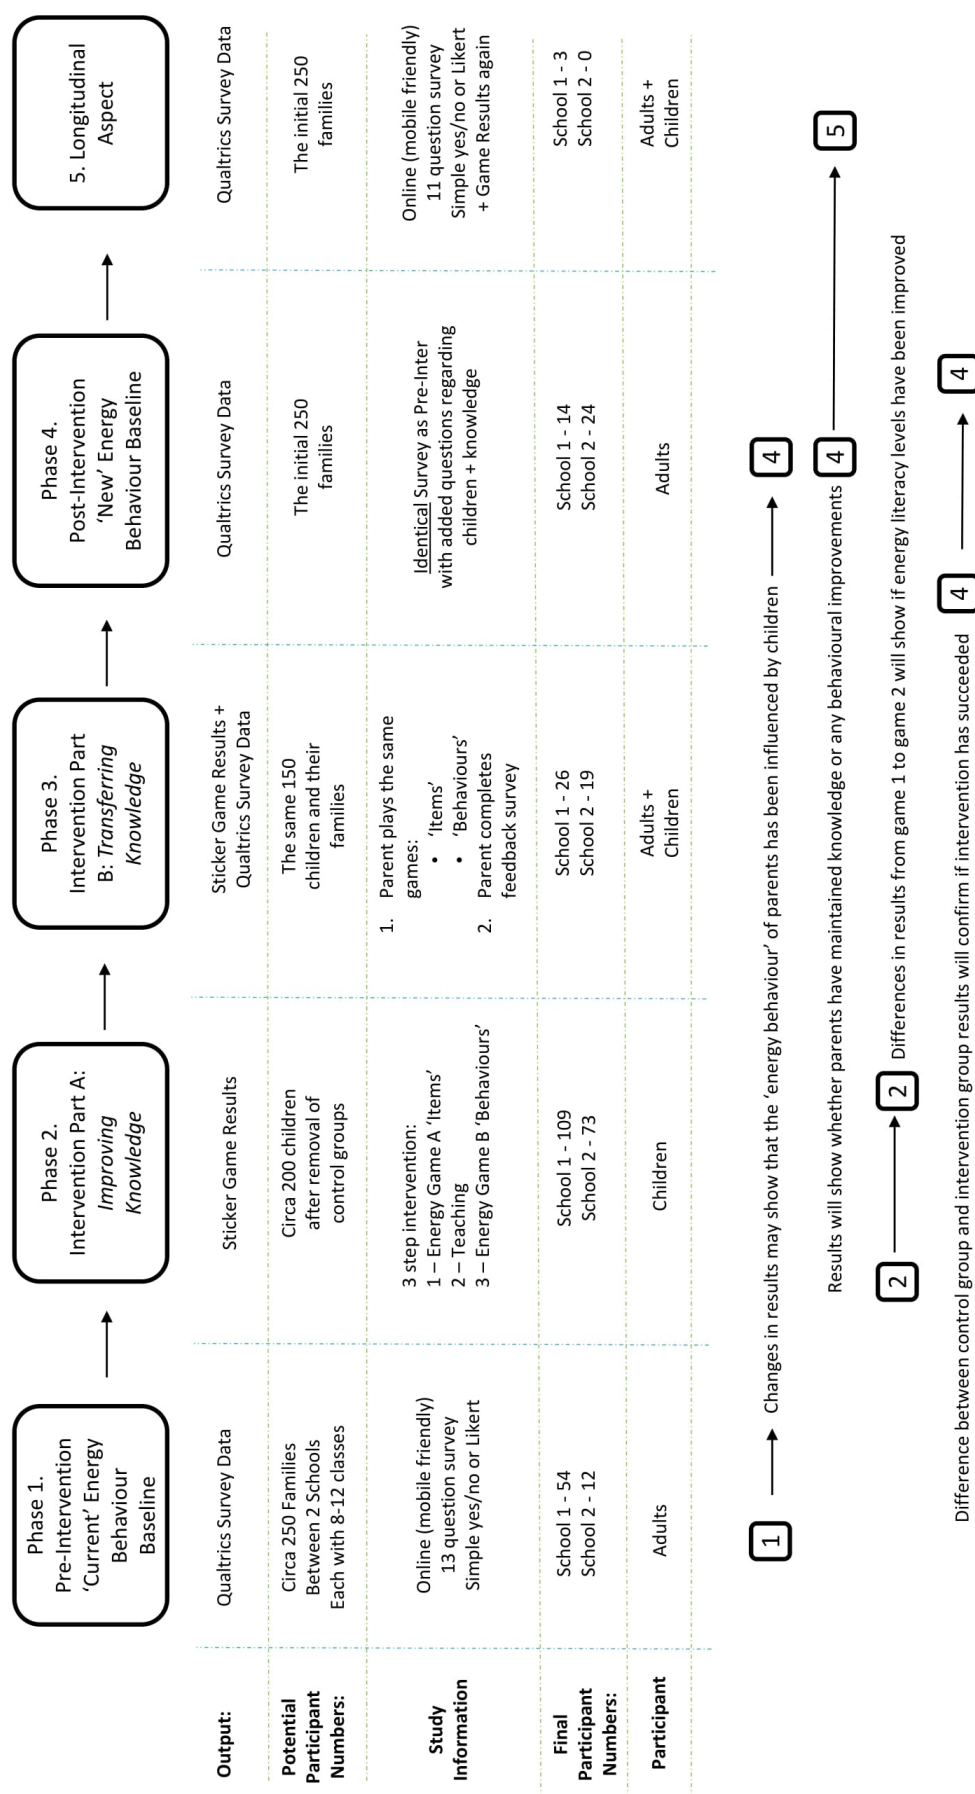 Phase 1.
Pre-Intervention
‘Current’ Energy
Behaviour
Baseline
Phase 2.
Intervention Part A:
Improving
Knowledge
Phase 3.
Intervention Part
B: Transferring
Knowledge
Phase 4.
Post-Intervention
‘New’ Energy
Behaviour Baseline
5. Longitudinal
Aspect
Output:
Qualtrics Survey Data
Sticker Game Results
Sticker Game Results +
Qualtrics Survey Data
Qualtrics Survey Data
Qualtrics Survey Data
Potential
Participant
Numbers:
Circa 250 Families
Between 2 Schools
Each with 8-12 classes
Circa 200 children
after removal of
control groups
The same 150
children and their
families
The initial 250
families
The initial 250
families
Study
Information
Online (mobile friendly)
13 question survey
Simple yes/no or Likert
3 step intervention:
1 – Energy Game A ‘Items’
2 – Teaching
3 – Energy Game B ‘Behaviours’
1. Parent plays the same
games:
• ‘Items’
• ‘Behaviours’
2. Parent completes
feedback survey
Identical Survey as Pre-Inter
with added questions regarding
children + knowledge
Online (mobile friendly)
11 question survey
Simple yes/no or Likert
+ Game Results again
Final
Participant
Numbers:
School 1 - 54
School 2 - 12
School 1 - 109
School 2 - 73
School 1 - 26
School 2 - 19
School 1 - 14
School 2 - 24
School 1 - 3
School 2 - 0
Participant
Adults
Children
Adults +
Children
Adults
Adults +
Children
1 Changes in results may show that the ‘energy behaviour’ of parents has been influenced by children 4
Results will show whether parents have maintained knowledge or any behavioural improvements 4 5
2 2 Differences in results from game 1 to game 2 will show if energy literacy levels have been improved
Difference between control group and intervention group results will confirm if intervention has succeeded 4 4